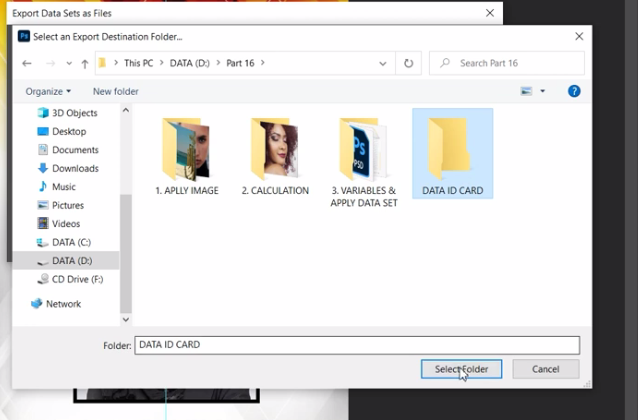 Export Data Sets as Files
Select an Export Destination Folder...
This PC > DATA (D:) > Part 16 >
Search Part 16
Organize
New folder
3D Objects
Desktop
Documents
Downloads
Music
Pictures
Videos
DATA (C:)
DATA (D:)
CD Drive (F:)
Network
1. APLLY IMAGE
2. CALCULATION
3. VARIABLES &
APPLY DATA SET
DATA ID CARD
Folder:
DATA ID CARD
Select Folder
Cancel